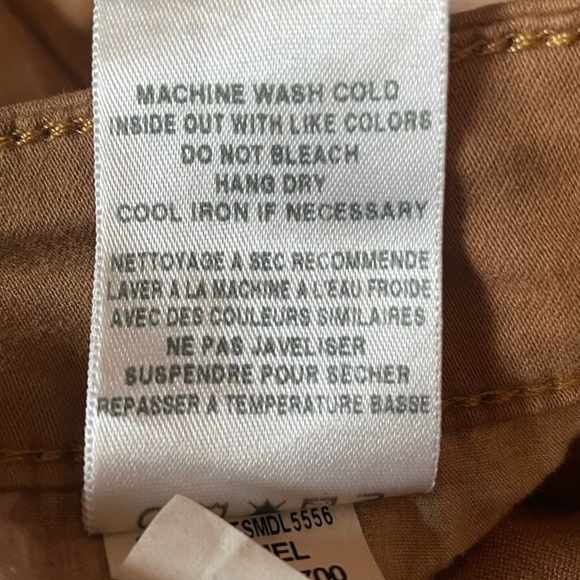 MACHINE WASH COLD
INSIDE OUT WITH LIKE COLORS
DO NOT BLEACH
HANG DRY
COOL IRON IF NECESSARY
NETTOYAGE A SEC RECOMMENDE
LAVER A LA MACHINE A L'EAU FROIDE
AVEC DES COULEURS SIMILAIRES
NE PAS JAVELISER
SUSPENDRE POUR SECHER
REPASSER A TEMPERATURE BASSE